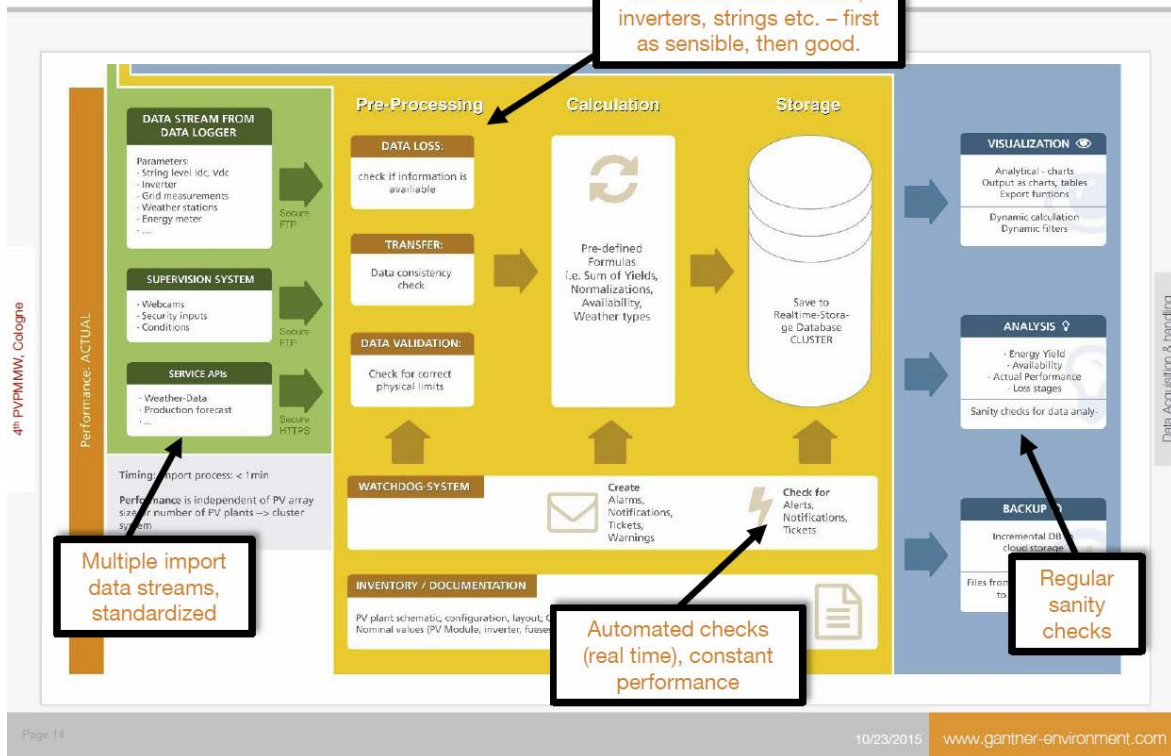 inverters, strings etc. – first
as sensible, then good.
4th PVPMMW, Cologne
Performance: ACTUAL
DATA STREAM FROM
DATA LOGGER
Parameters:
- String level Idc, Vdc
- Inverter
- Grid measurements
- Weather stations
- Energy meter
- ....
Secure
FTP
SUPERVISION SYSTEM
- Webcams
- Security inputs
- Conditions
Secure
FTP
SERVICE APIs
- Weather-Data
- Production forecast
- ...
Secure
HTTPS
Timing: Import process: < 1min
Performance is independent of PV array
size or number of PV plants --> cluster
system
Multiple import
data streams,
standardized
Pre-Processing
DATA LOSS:
check if information is
available
TRANSFER:
Data consistency
check
DATA VALIDATION:
Check for correct
physical limits
Calculation
Pre-defined
Formulas
i.e. Sum of Yields,
Normalizations,
Availability,
Weather types
Storage
Save to
Realtime-Stora-
ge Database
CLUSTER
WATCHDOG-SYSTEM
Create
Alarms,
Notifications,
Tickets,
Warnings
Check for
Alerts,
Notifications,
Tickets
INVENTORY / DOCUMENTATION
PV plant schematic, configuration, layout;
Nominal values (PV Module, inverter, fueses
Automated checks
(real time), constant
performance
VISUALIZATION
Analytical - charts
Output as charts, tables
Export funtions
Dynamic calculation
Dynamic filters
ANALYSIS
- Energy Yield
- Availability
- Actual Performance
- Loss stages
Sanity checks for data analy-
BACKUP
Incremental DB
cloud storage
Files from
to
Regular
sanity
checks
Data Acquisition & handling
Page 14
10/23/2015
www.gantner-environment.com